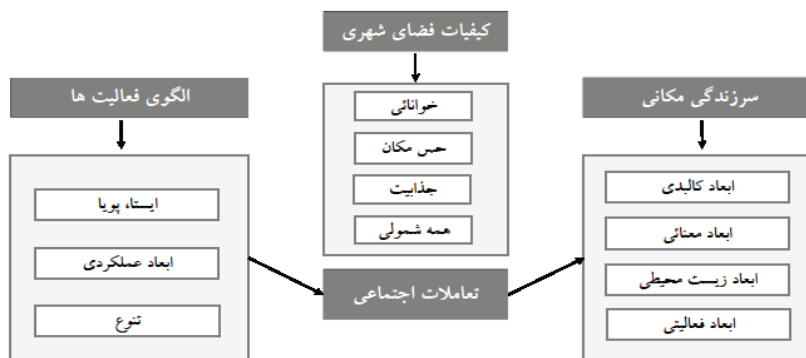 کیفیات فضای شهری
خوانائی
حس مکان
جذابیت
همه شمولی
سرزندگی مکانی
ابعاد کالبدی
ابعاد معنائی
ابعاد زیست محیطی
ابعاد فعالیتی
تعاملات اجتماعی
الگوی فعالیت ها
ایستا، پویا
ابعاد عملکردی
تنوع